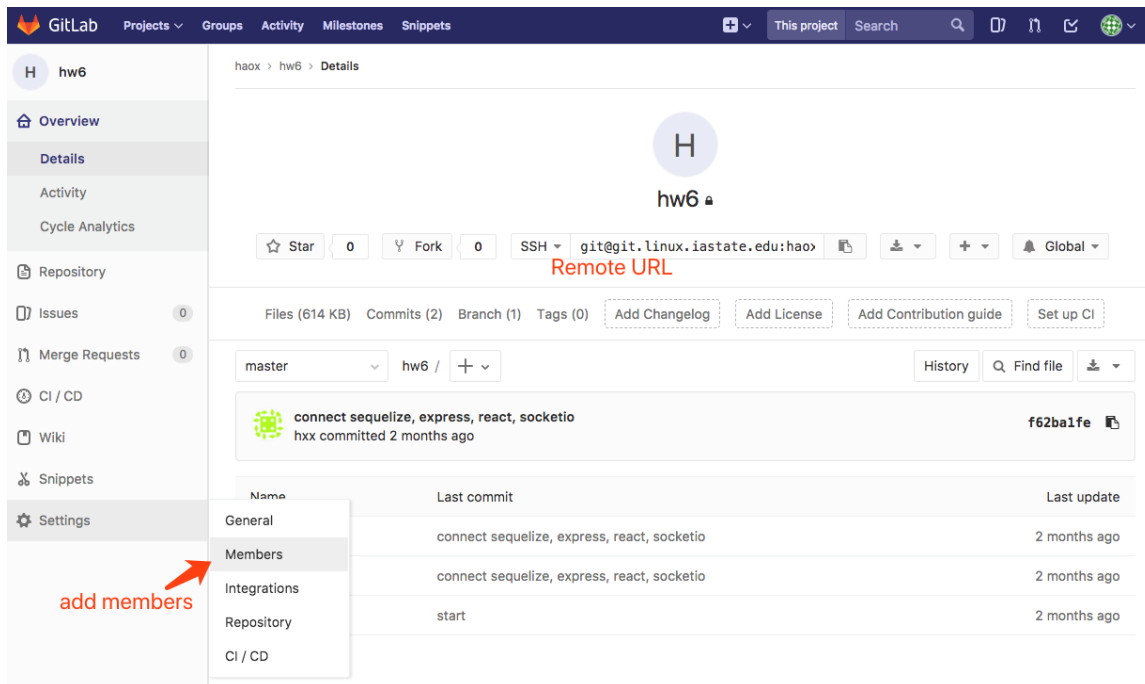 GitLab Projects Groups Activity Milestones Snippets This project Search
H hw6
haox > hw6 > Details
Overview
Details
Activity
Cycle Analytics
Repository
Issues 0
Merge Requests 0
CI / CD
Wiki
Snippets
Settings
H
hw6
Star 0 Fork 0 SSH git@git.linux.iastate.edu:haox Global
Remote URL
Files (614 KB) Commits (2) Branch (1) Tags (0) Add Changelog Add License Add Contribution guide Set up CI
master hw6 / History Find file
connect sequelize, express, react, socketio
hxx committed 2 months ago
f62ba1fe
Name Last commit Last update
connect sequelize, express, react, socketio 2 months ago
connect sequelize, express, react, socketio 2 months ago
start 2 months ago
General
Members
Integrations
Repository
CI / CD
add members